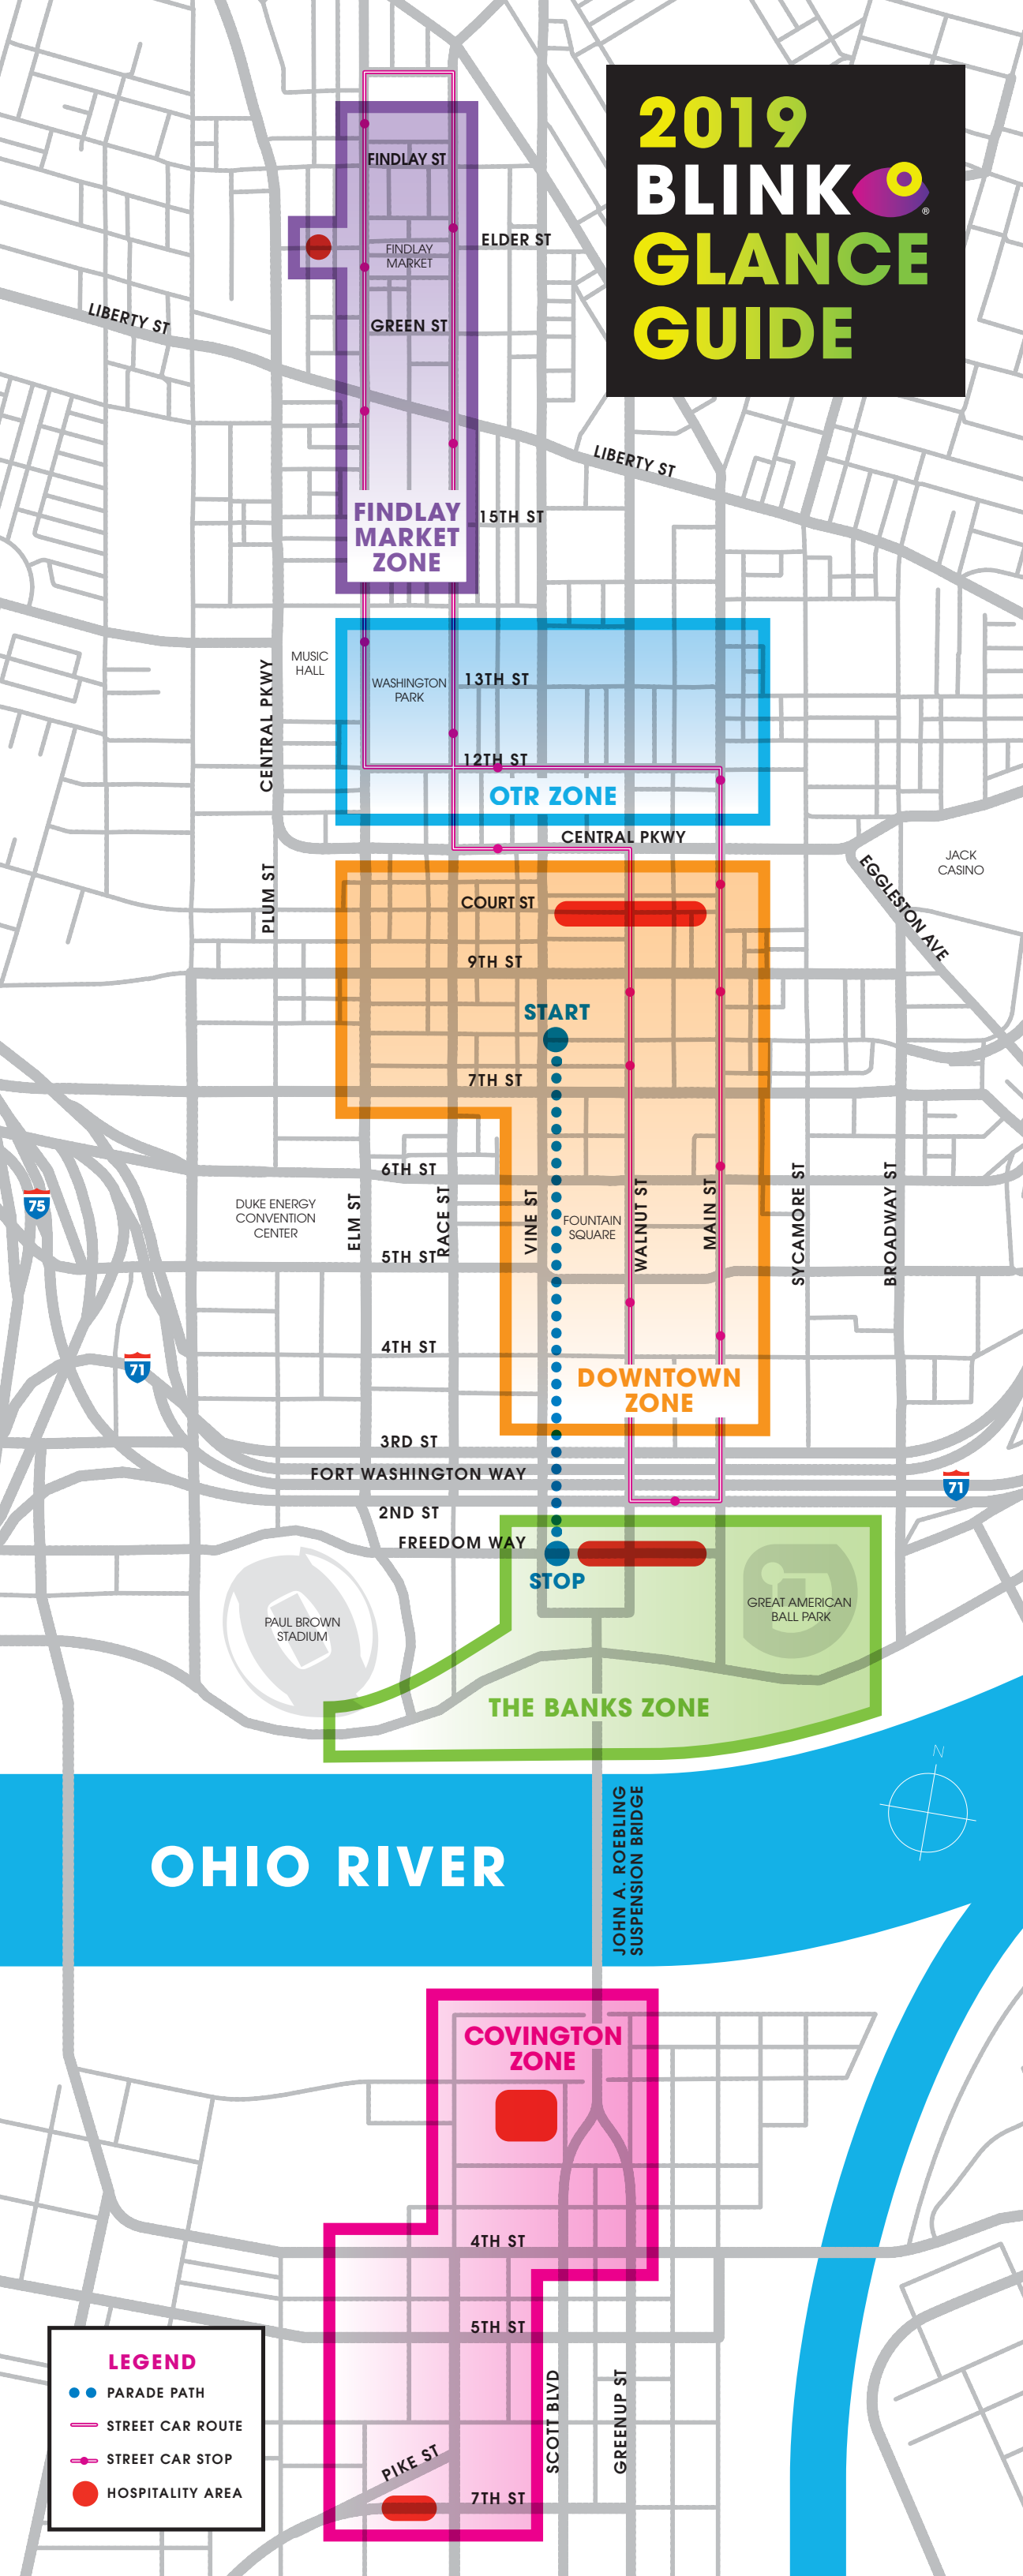 2019
BLINK
®
GLANCE
GUIDE
FINDLAY ST
ELDER ST
FINDLAY
MARKET
LIBERTY ST
GREEN ST
LIBERTY ST
FINDLAY
MARKET
ZONE
15TH ST
MUSIC
HALL
CENTRAL PKWY
WASHINGTON
PARK
13TH ST
12TH ST
OTR ZONE
CENTRAL PKWY
JACK
CASINO
EGGLESTON AVE
PLUM ST
COURT ST
9TH ST
START
7TH ST
6TH ST
75
DUKE ENERGY
CONVENTION
CENTER
ELM ST
RACE ST
VINE ST
FOUNTAIN
SQUARE
WALNUT ST
MAIN ST
SYCAMORE ST
BROADWAY ST
5TH ST
4TH ST
71
DOWNTOWN
ZONE
3RD ST
FORT WASHINGTON WAY
71
2ND ST
FREEDOM WAY
STOP
PAUL BROWN
STADIUM
GREAT AMERICAN
BALL PARK
THE BANKS ZONE
N
JOHN A. ROEBLING
SUSPENSION BRIDGE
OHIO RIVER
COVINGTON
ZONE
4TH ST
5TH ST
SCOTT BLVD
GREENUP ST
PIKE ST
7TH ST
LEGEND
PARADE PATH
STREET CAR ROUTE
STREET CAR STOP
HOSPITALITY AREA